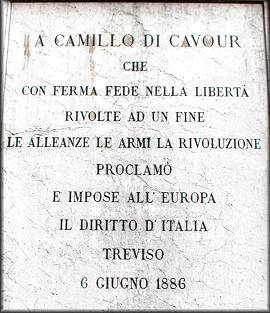 A CAMILLO DI CAVOUR
CHE
CON FERMA FEDE NELLA LIBERTÀ
RIVOLTE AD UN FINE
LE ALLEANZE LE ARMI LA RIVOLUZIONE
PROCLAMÒ
E IMPOSE ALL'EUROPA
IL DIRITTO D'ITALIA
TREVISO
6 GIUGNO 1886